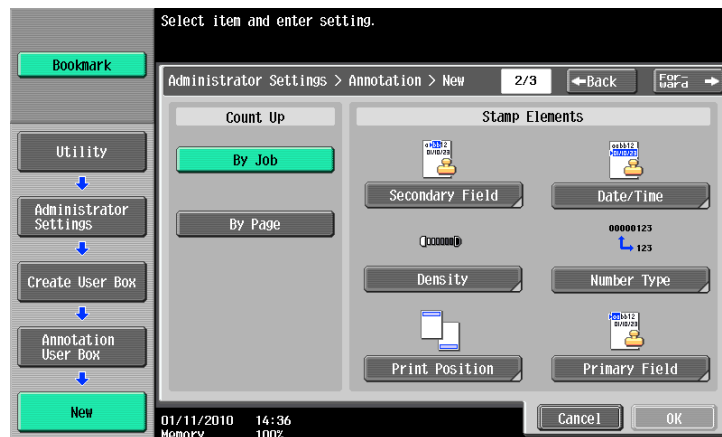 Select item and enter setting.
Bookmark
Administrator Settings > Annotation > New
2/3
←Back
For-
ward →
Count Up
By Job
By Page
Stamp Elements
Secondary Field
Date/Time
00000123
123
Density
Number Type
Print Position
Primary Field
Utility
Administrator
Settings
Create User Box
Annotation
User Box
New
01/11/2010 14:36
Memory 100%
Cancel
OK